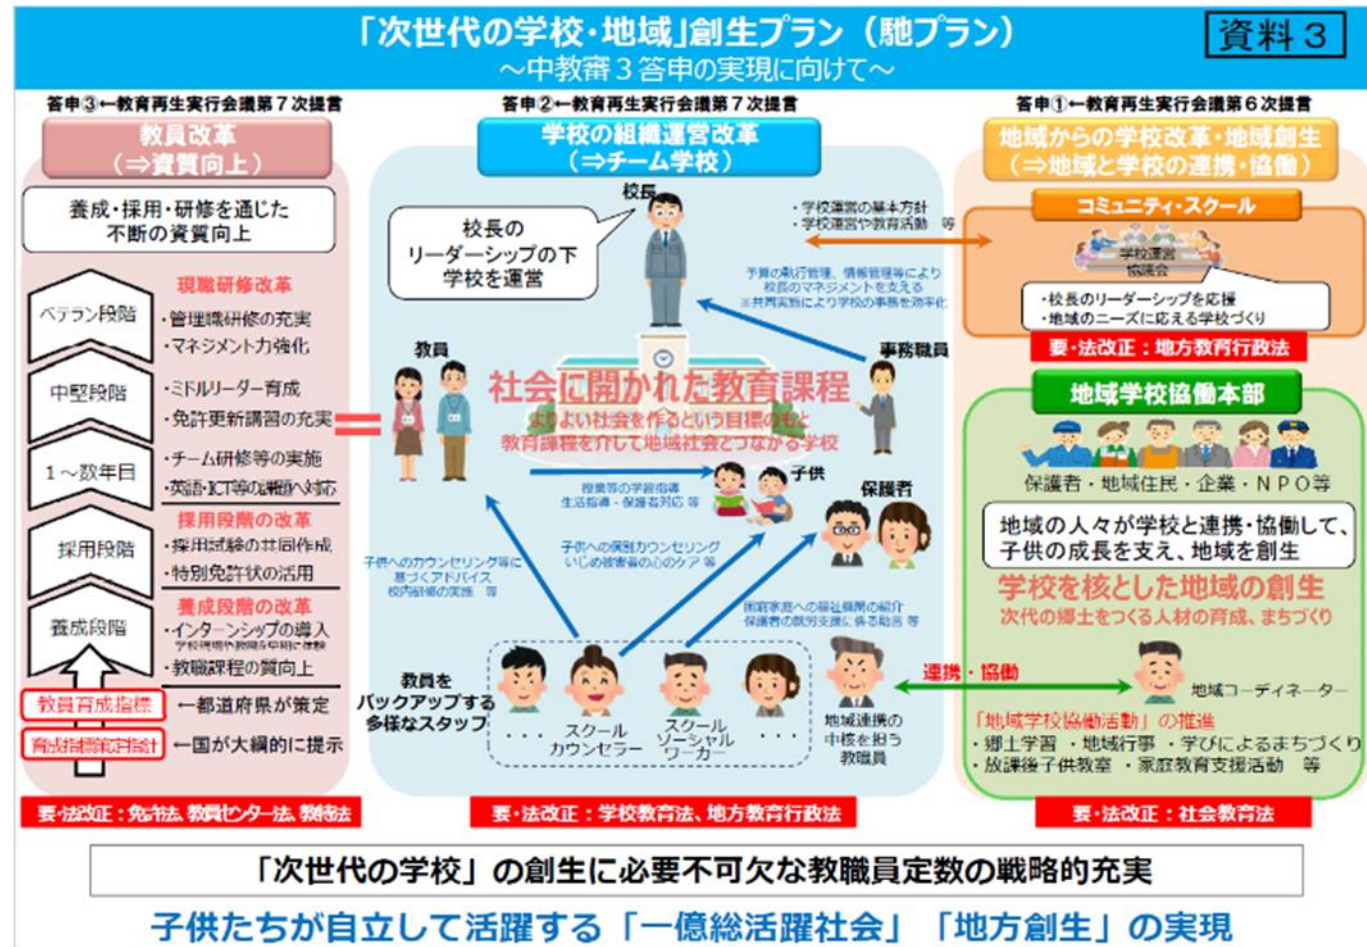 「次世代の学校・地域」創生プラン（馳プラン）
～中教審３答申の実現に向けて～
資料３
答申③←教育再生実行会議第７次提言
教員改革
（⇒資質向上）
養成・採用・研修を通じた
不断の資質向上
ベテラン段階
現職研修改革
・管理職研修の充実
・マネジメント力強化
中堅段階
・ミドルリーダー育成
・免許更新講習の充実
１～数年目
・チーム研修等の実施
・英語・ICT等の課題へ対応
採用段階
採用段階の改革
・採用試験の共同作成
・特別免許状の活用
養成段階
養成段階の改革
・インターンシップの導入
学校現場や教職を早期に体験
・教職課程の質向上
教員育成指標
←都道府県が策定
育成指標策定指針
←国が大綱的に提示
要・法改正：免許法、教員センター法、教特法
答申②←教育再生実行会議第７次提言
学校の組織運営改革
（⇒チーム学校）
校長
校長の
リーダーシップの下
学校を運営
・学校運営の基本方針
・学校運営や教育活動　等
予算の執行管理、情報管理等により
校長のマネジメントを支える
※共同実施により学校の事務を効率化
教員
事務職員
社会に開かれた教育課程
よりよい社会を作るという目標のもと
教育課程を介して地域社会とつながる学校
授業等の学習指導
生活指導・保護者対応 等
子供
保護者
子供へのカウンセリング等に
基づくアドバイス
校内研修の実施　等
子供への個別カウンセリング
いじめ被害者の心のケア 等
困窮家庭への福祉機関の紹介
保護者の就労支援に係る助言 等
教員を
バックアップする
多様なスタッフ
・・・
スクール
カウンセラー
スクール
ソーシャル
ワーカー
・・・
地域連携の
中核を担う
教職員
要・法改正：学校教育法、地方教育行政法
答申①←教育再生実行会議第６次提言
地域からの学校改革・地域創生
（⇒地域と学校の連携・協働）
コミュニティ・スクール
学校運営
協議会
・校長のリーダーシップを応援
・地域のニーズに応える学校づくり
要・法改正：地方教育行政法
地域学校協働本部
保護者・地域住民・企業・ＮＰＯ等
地域の人々が学校と連携・協働して、
子供の成長を支え、地域を創生
学校を核とした地域の創生
次代の郷土をつくる人材の育成、まちづくり
連携・協働
地域コーディネーター
「地域学校協働活動」の推進
・郷土学習 ・地域行事 ・学びによるまちづくり
・放課後子供教室 ・家庭教育支援活動　等
要・法改正：社会教育法
「次世代の学校」の創生に必要不可欠な教職員定数の戦略的充実
子供たちが自立して活躍する「一億総活躍社会」「地方創生」の実現